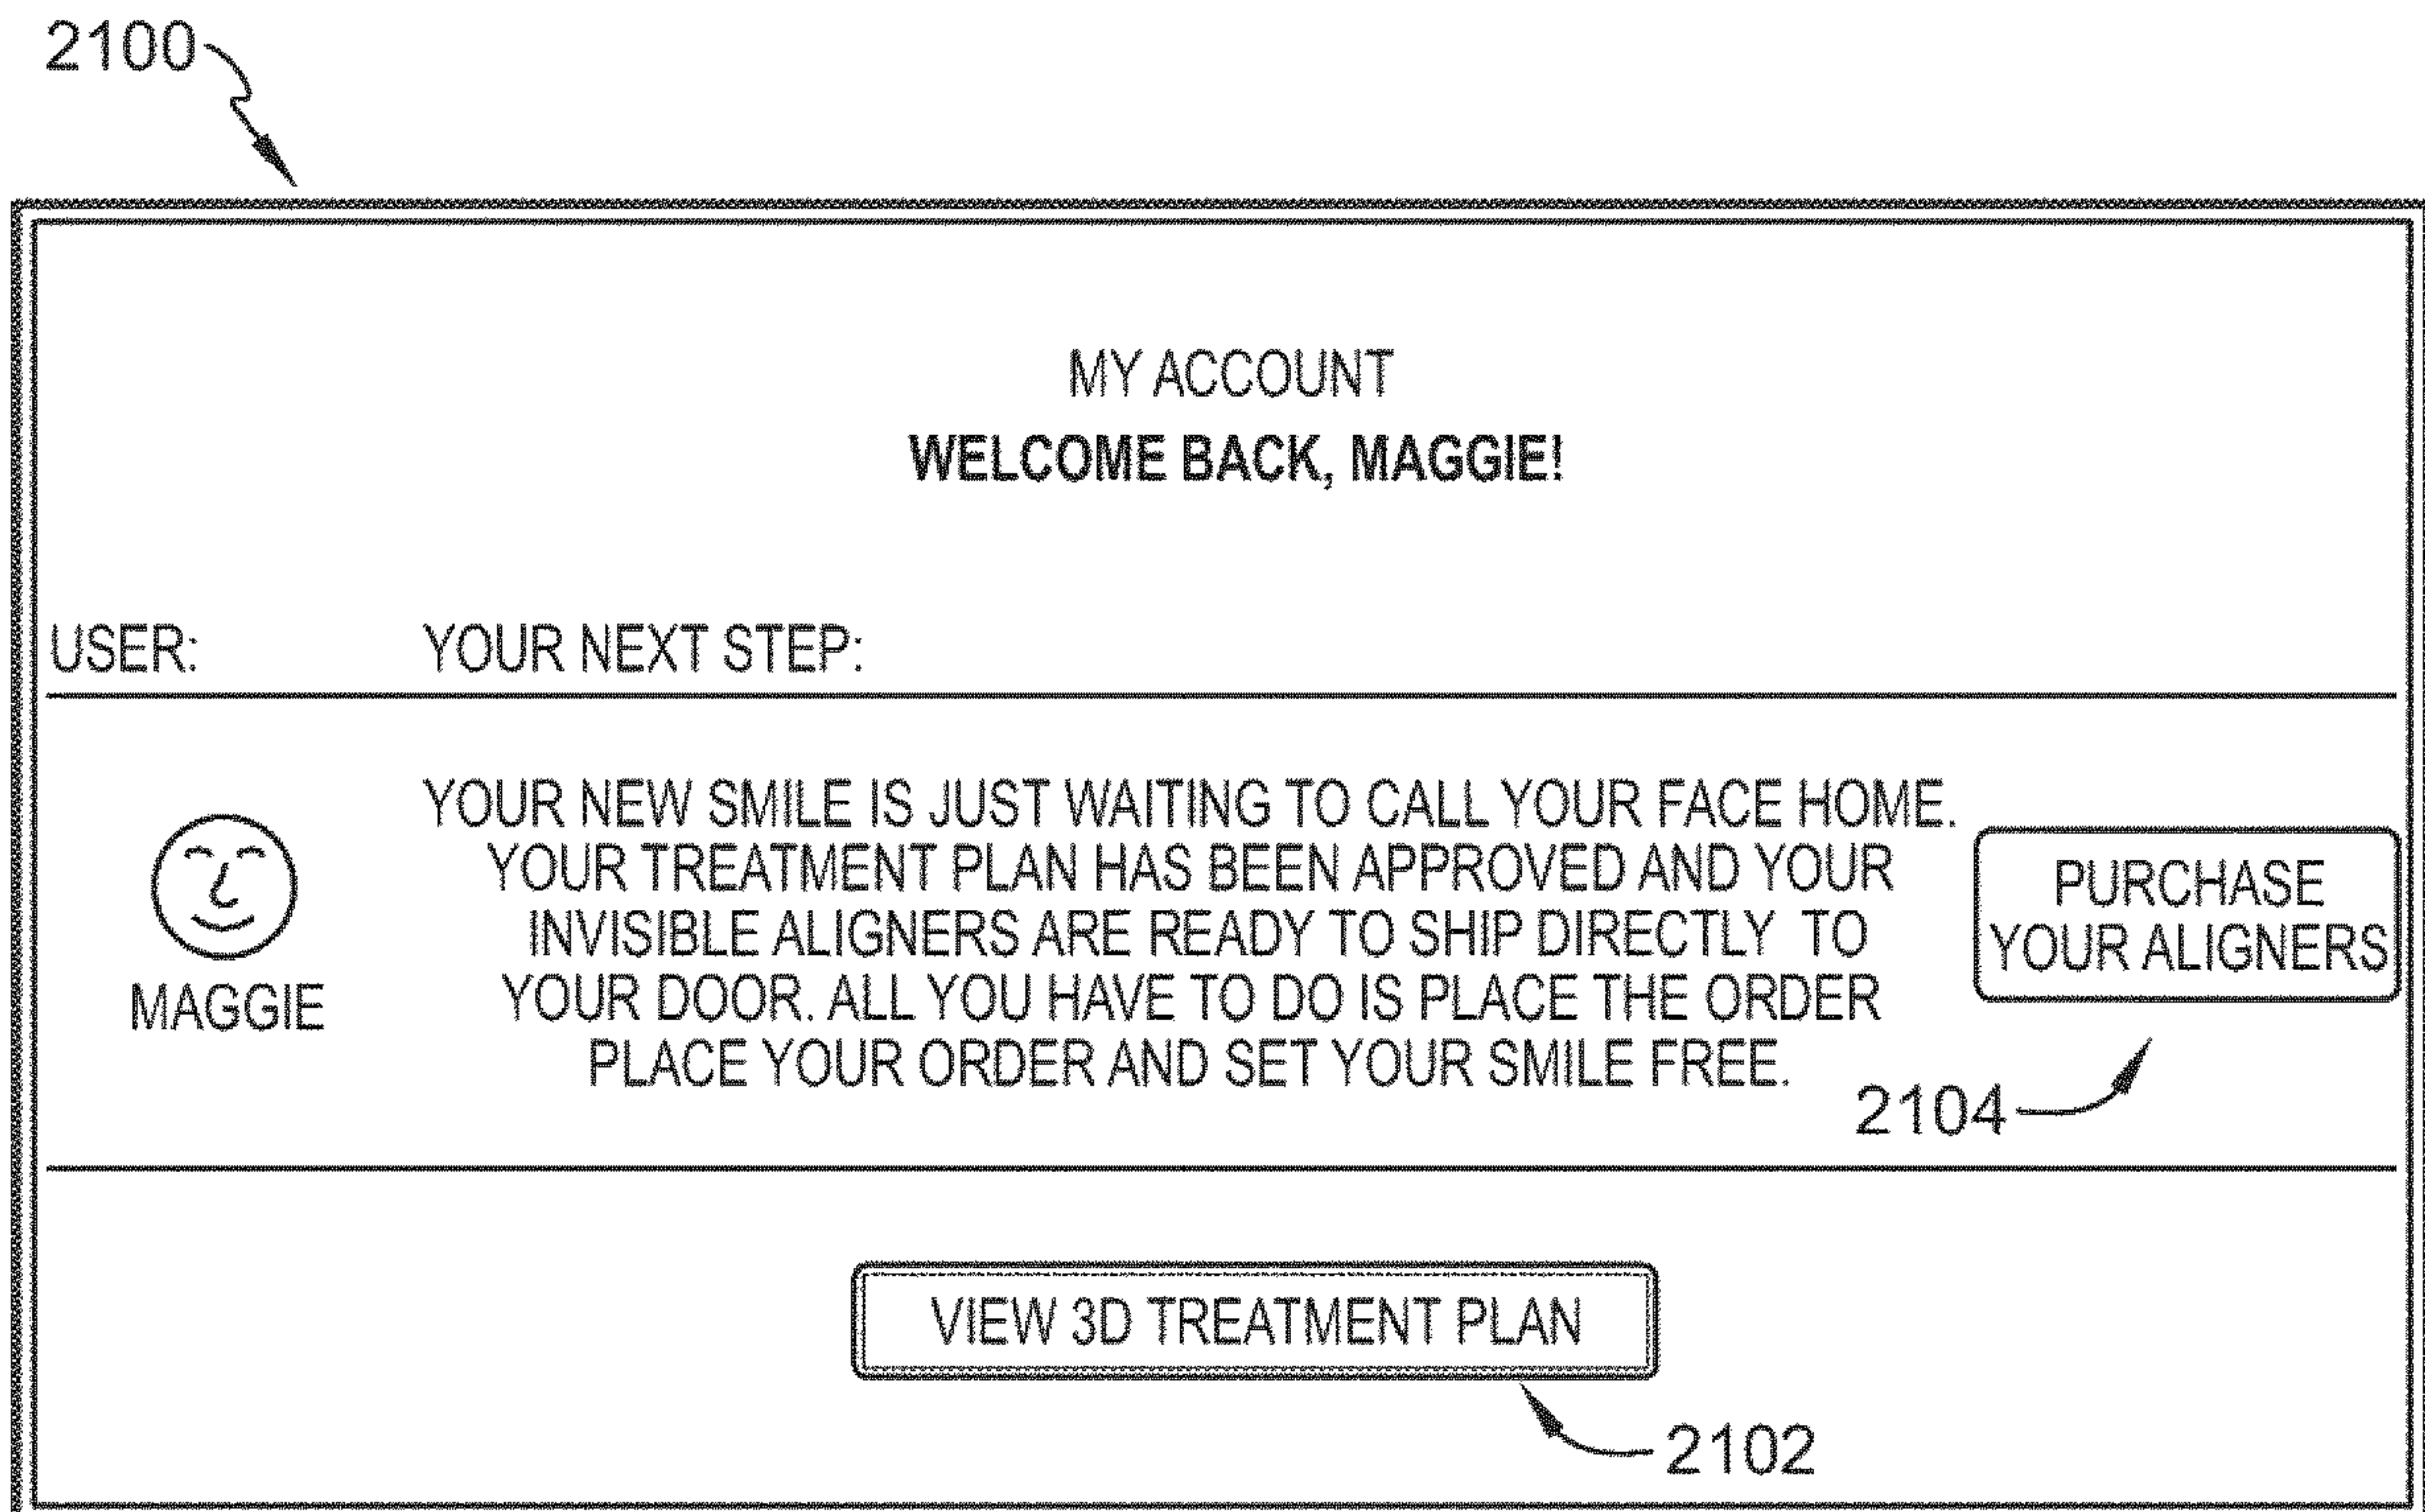 2100
MY ACCOUNT
WELCOME BACK, MAGGIE!
USER: YOUR NEXT STEP:
YOUR NEW SMILE IS JUST WAITING TO CALL YOUR FACE HOME.
YOUR TREATMENT PLAN HAS BEEN APPROVED AND YOUR
INVISIBLE ALIGNERS ARE READY TO SHIP DIRECTLY TO
YOUR DOOR. ALL YOU HAVE TO DO IS PLACE THE ORDER
PLACE YOUR ORDER AND SET YOUR SMILE FREE.
MAGGIE
PURCHASE
YOUR ALIGNERS
2104
VIEW 3D TREATMENT PLAN
2102